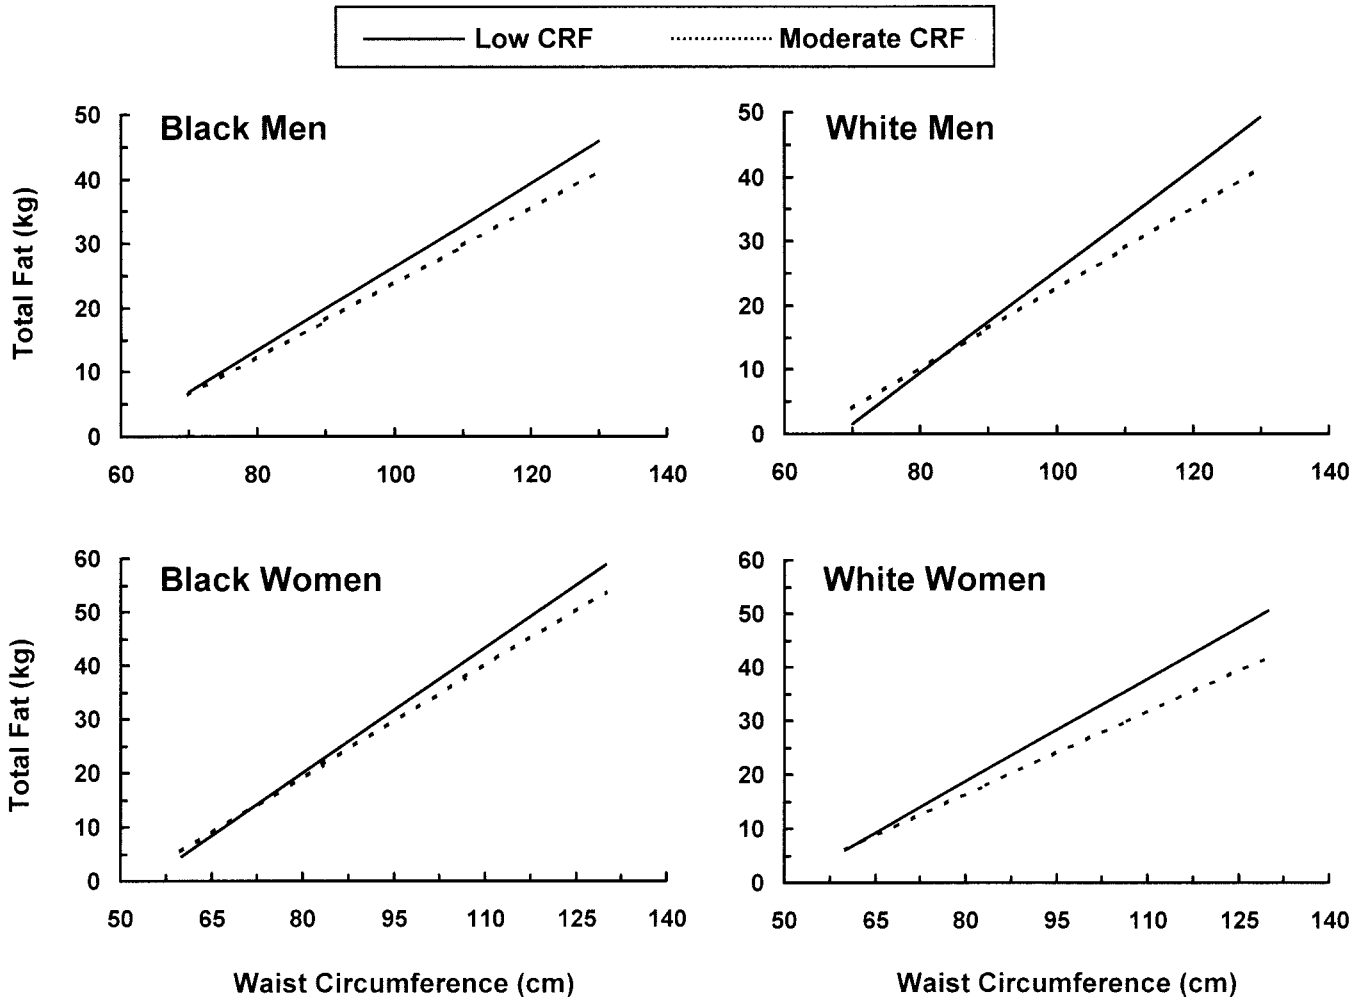 Low CRF Moderate CRF
Black Men
50
40
30
20
10
0
60 80 100 120 140
Total Fat (kg)
White Men
50
40
30
20
10
0
60 80 100 120 140
Black Women
60
50
40
30
20
10
0
50 65 80 95 110 125 140
Total Fat (kg)
Waist Circumference (cm)
White Women
60
50
40
30
20
10
0
50 65 80 95 110 125 140
Waist Circumference (cm)